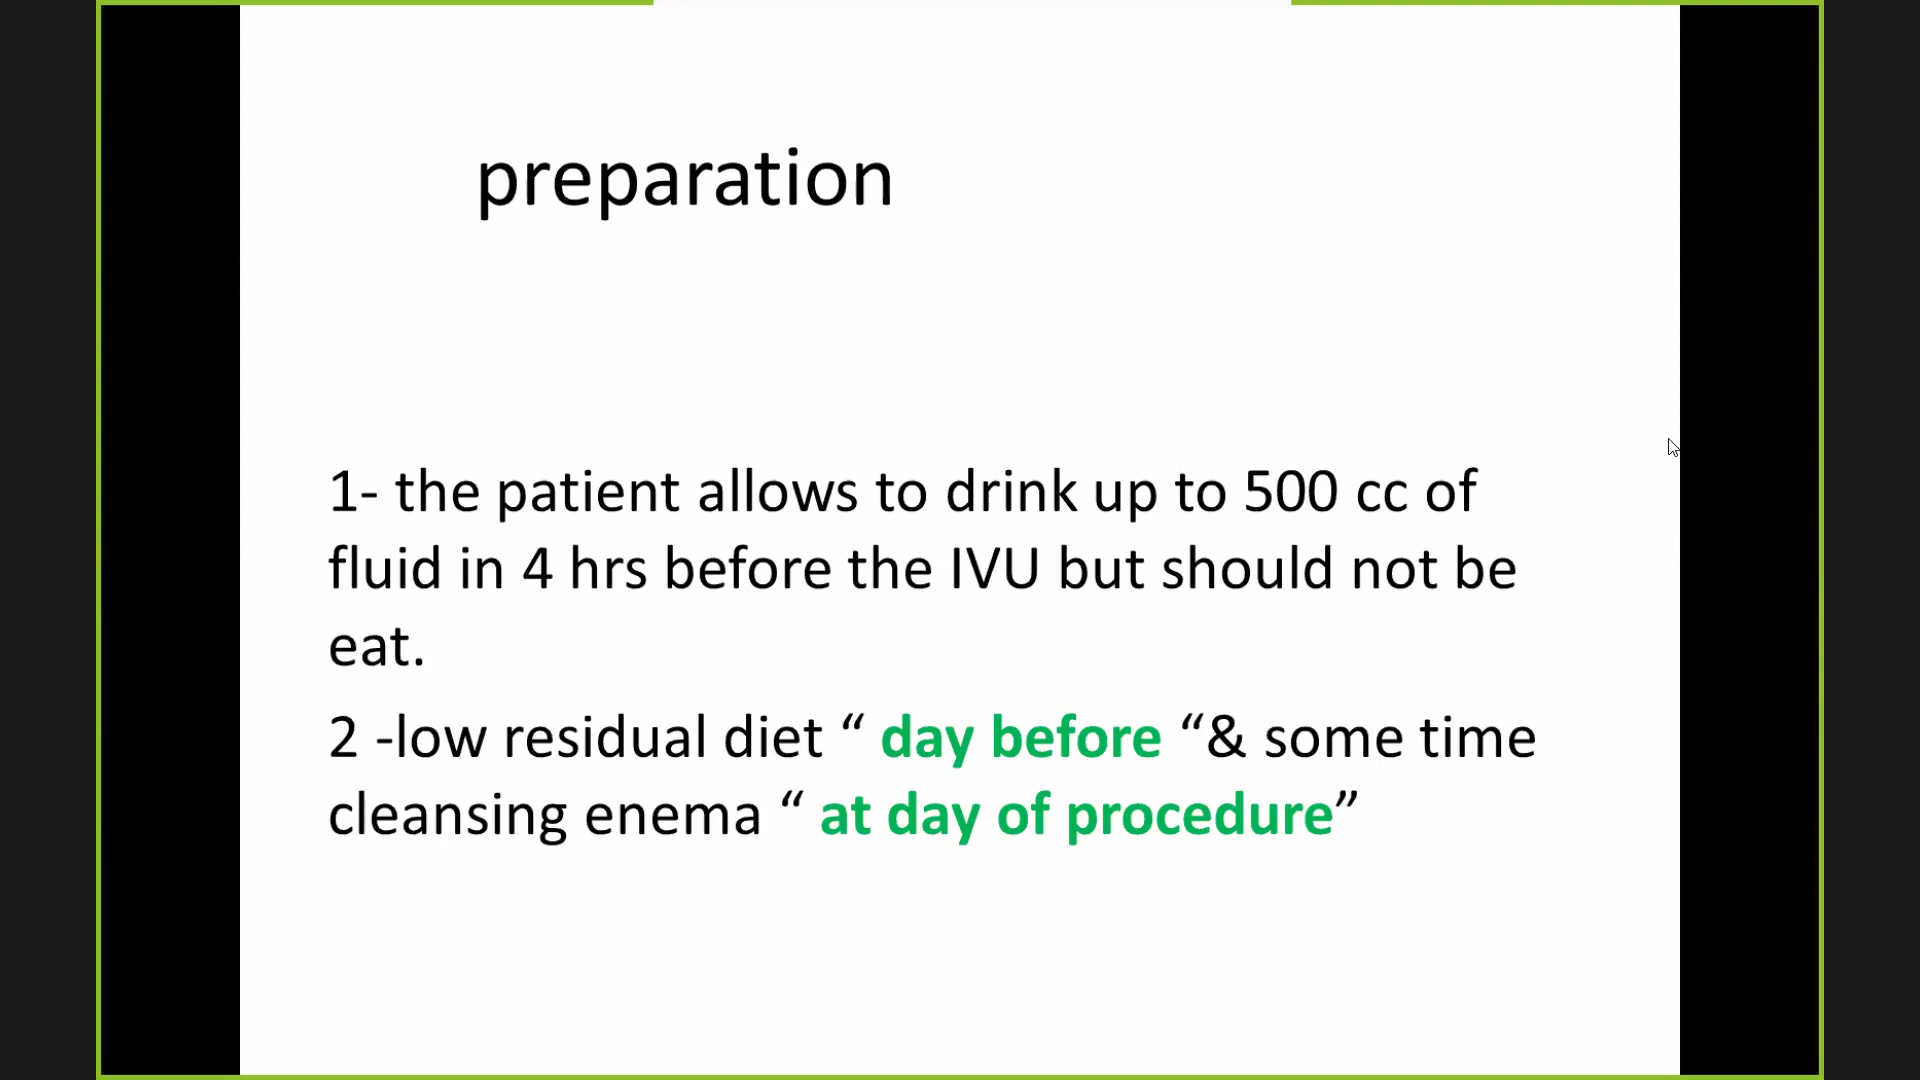 preparation
1- the patient allows to drink up to 500 cc of
fluid in 4 hrs before the IVU but should not be
eat.
2 -low residual diet “ day before “& some time
cleansing enema “ at day of procedure”